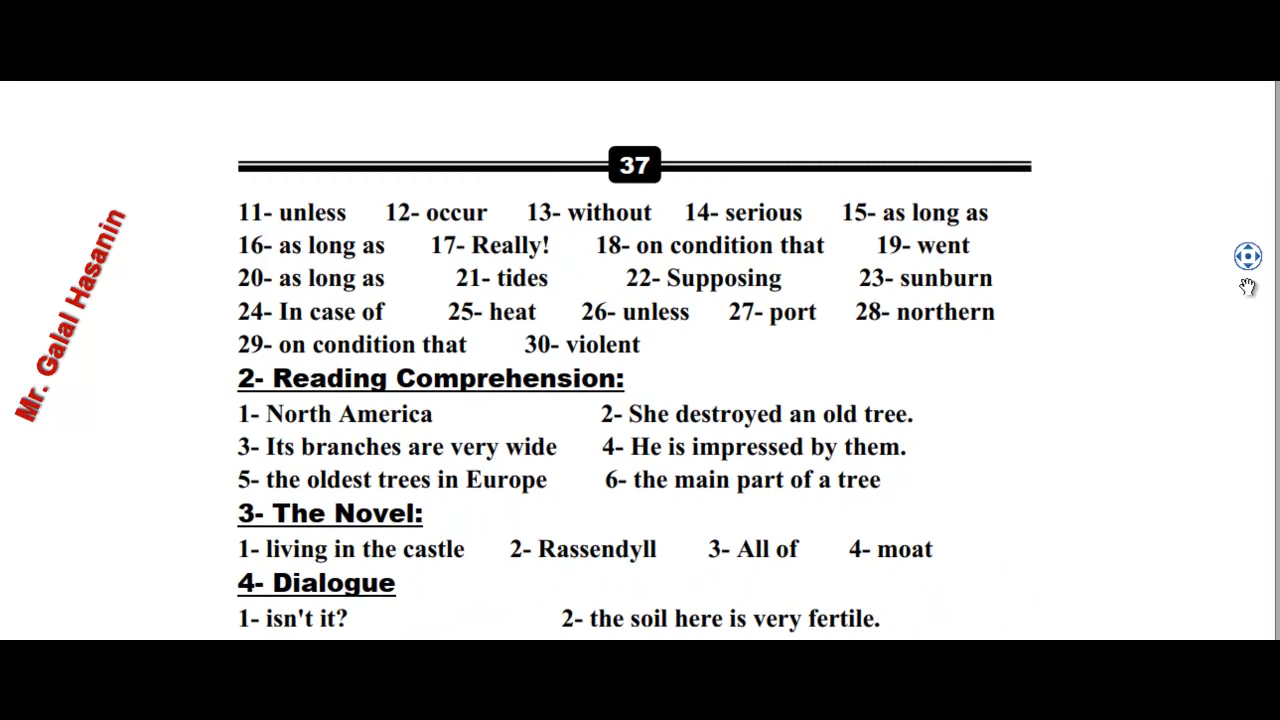 Mr. Galal Hasanin
37
11- unless 12- occur 13- without 14- serious 15- as long as
16- as long as 17- Really! 18- on condition that 19- went
20- as long as 21- tides 22- Supposing 23- sunburn
24- In case of 25- heat 26- unless 27- port 28- northern
29- on condition that 30- violent
2- Reading Comprehension:
1- North America 2- She destroyed an old tree.
3- Its branches are very wide 4- He is impressed by them.
5- the oldest trees in Europe 6- the main part of a tree
3- The Novel:
1- living in the castle 2- Rassendyll 3- All of 4- moat
4- Dialogue
1- isn't it? 2- the soil here is very fertile.